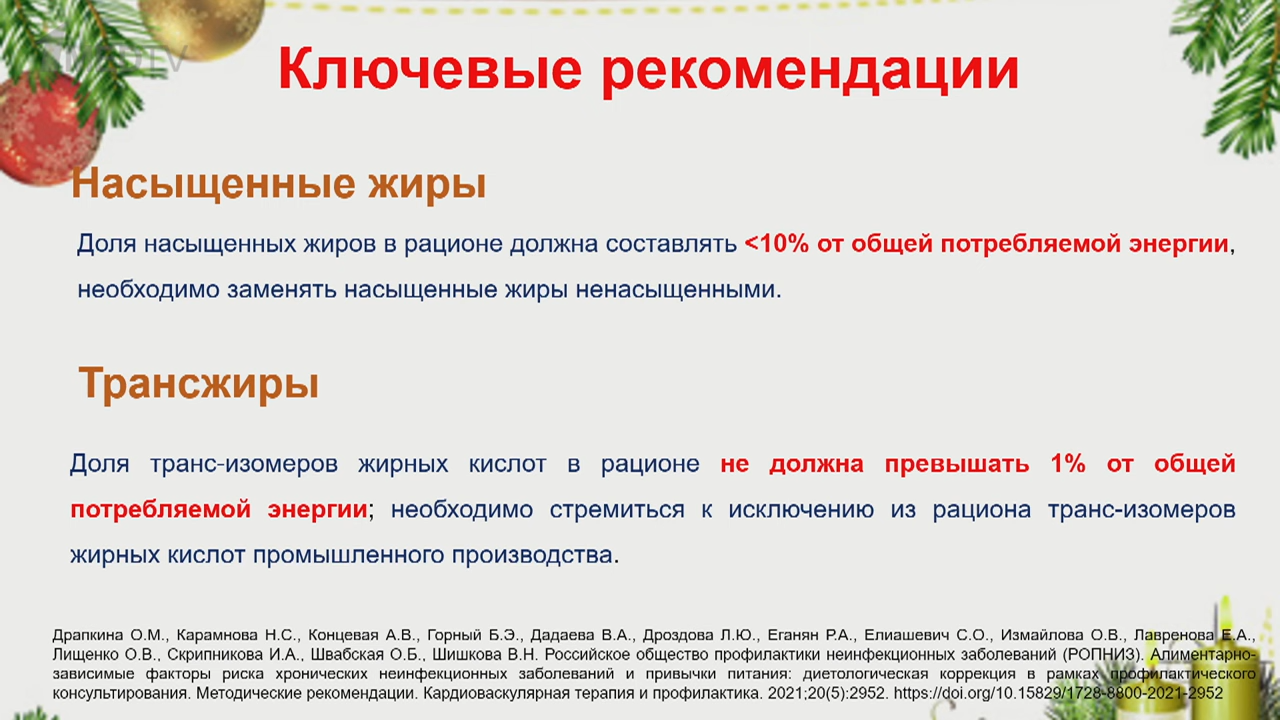 Ключевые рекомендации
Насыщенные жиры
Доля насыщенных жиров в рационе должна составлять <10% от общей потребляемой энергии,
необходимо заменять насыщенные жиры ненасыщенными.
Трансжиры
Доля транс-изомеров жирных кислот в рационе не должна превышать 1% от общей
потребляемой энергии; необходимо стремиться к исключению из рациона транс-изомеров
жирных кислот промышленного производства.
Драпкина О.М., Карамнова Н.С., Концевая А.В., Горный Б.Э., Дадаева В.А., Дроздова Л.Ю., Еганян Р.А., Елиашевич С.О., Измайлова О.В., Лавренова Е.А.,
Лищенко О.В., Скрипникова И.А., Швабская О.Б., Шишкова В.Н. Российское общество профилактики неинфекционных заболеваний (РОПНИЗ). Алиментарно-
зависимые факторы риска хронических неинфекционных заболеваний и привычки питания: диетологическая коррекция в рамках профилактического
консультирования. Методические рекомендации. Кардиоваскулярная терапия и профилактика. 2021;20(5):2952. https://doi.org/10.15829/1728-8800-2021-2952